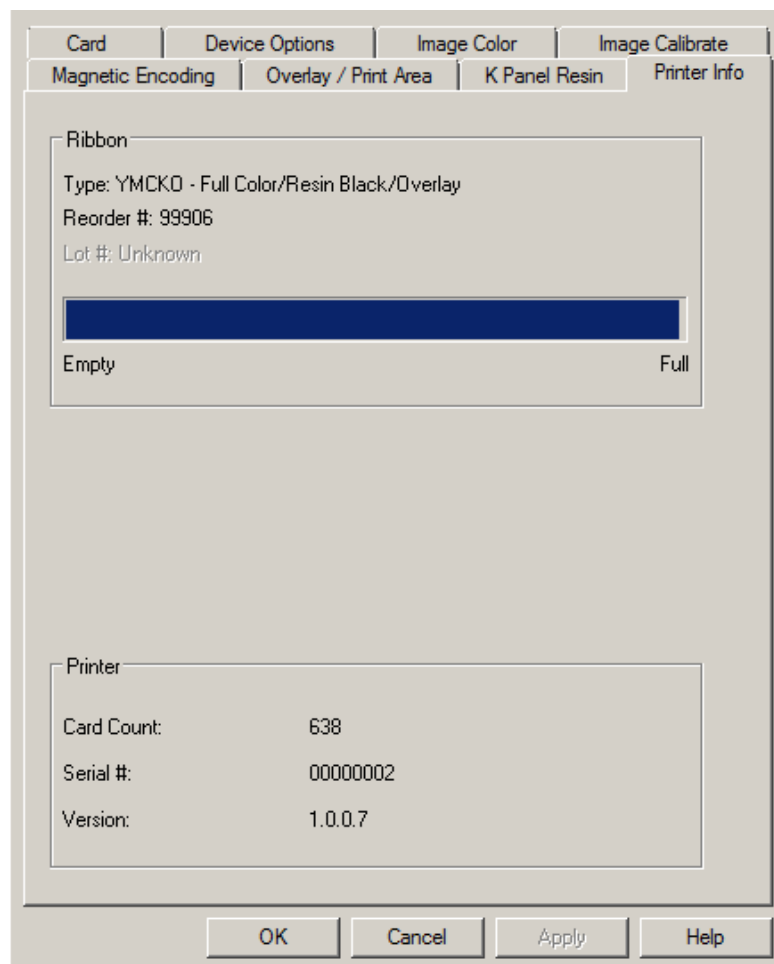 Card Device Options Image Color Image Calibrate
Magnetic Encoding Overlay / Print Area K Panel Resin Printer Info
Ribbon
Type: YMCKO - Full Color/Resin Black/Overlay
Reorder #: 99906
Lot #: Unknown
Empty Full
Printer
Card Count: 638
Serial #: 00000002
Version: 1.0.0.7
OK Cancel Apply Help